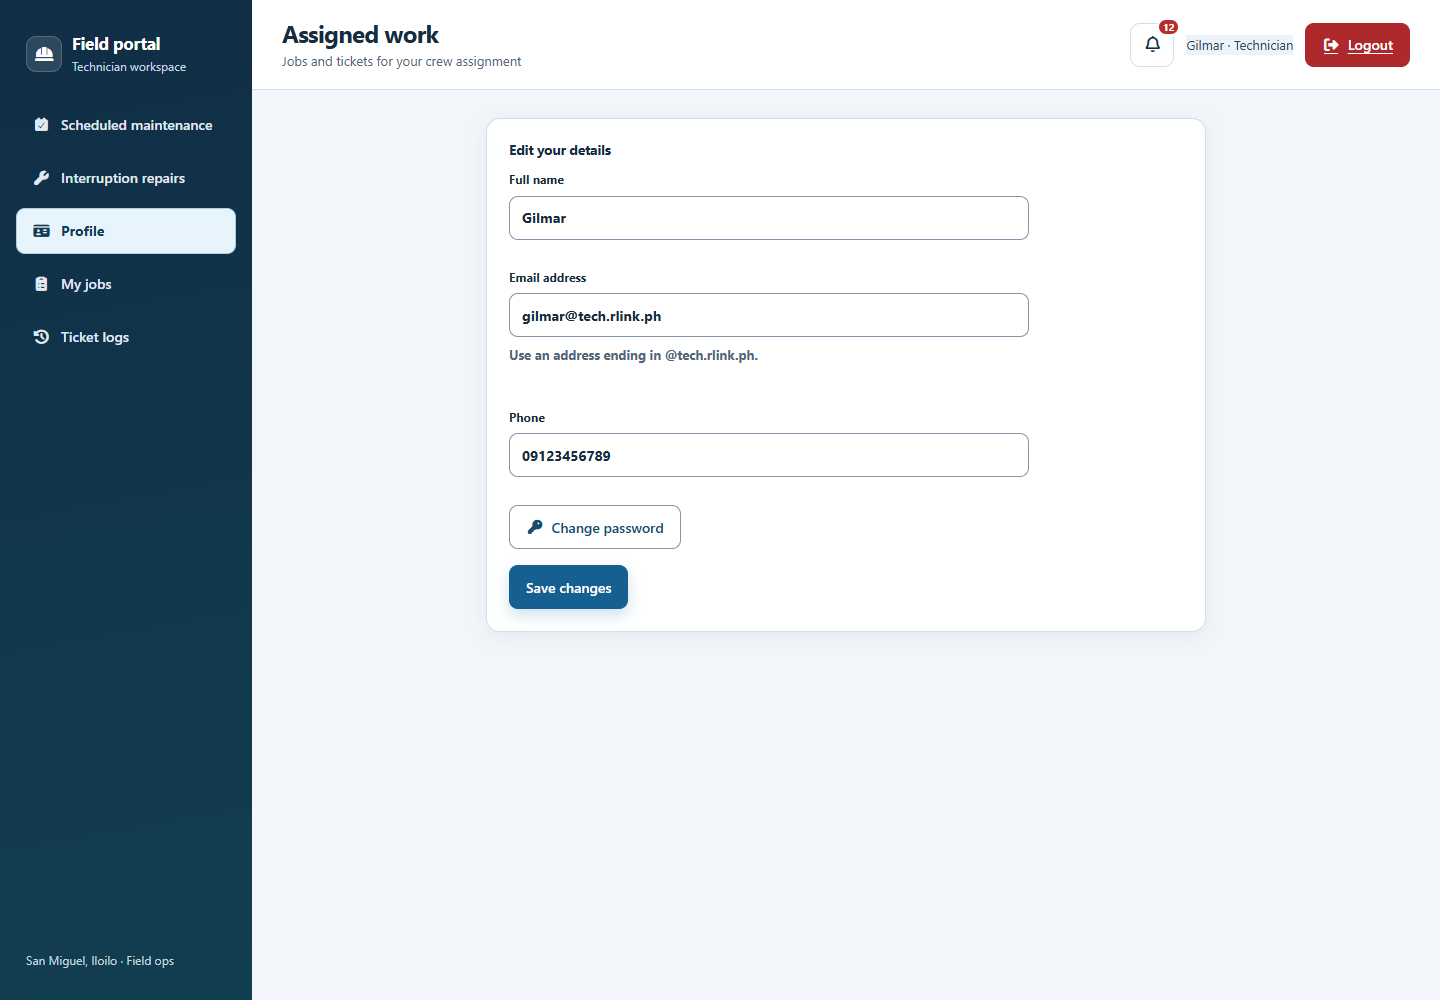 Field portal
Technician workspace
Scheduled maintenance
Interruption repairs
Profile
My jobs
Ticket logs
San Miguel, Iloilo · Field ops
Assigned work
Jobs and tickets for your crew assignment
12
Gilmar · Technician
Logout
Edit your details
Full name
Gilmar
Email address
gilmar@tech.rlink.ph
Use an address ending in @tech.rlink.ph.
Phone
09123456789
Change password
Save changes